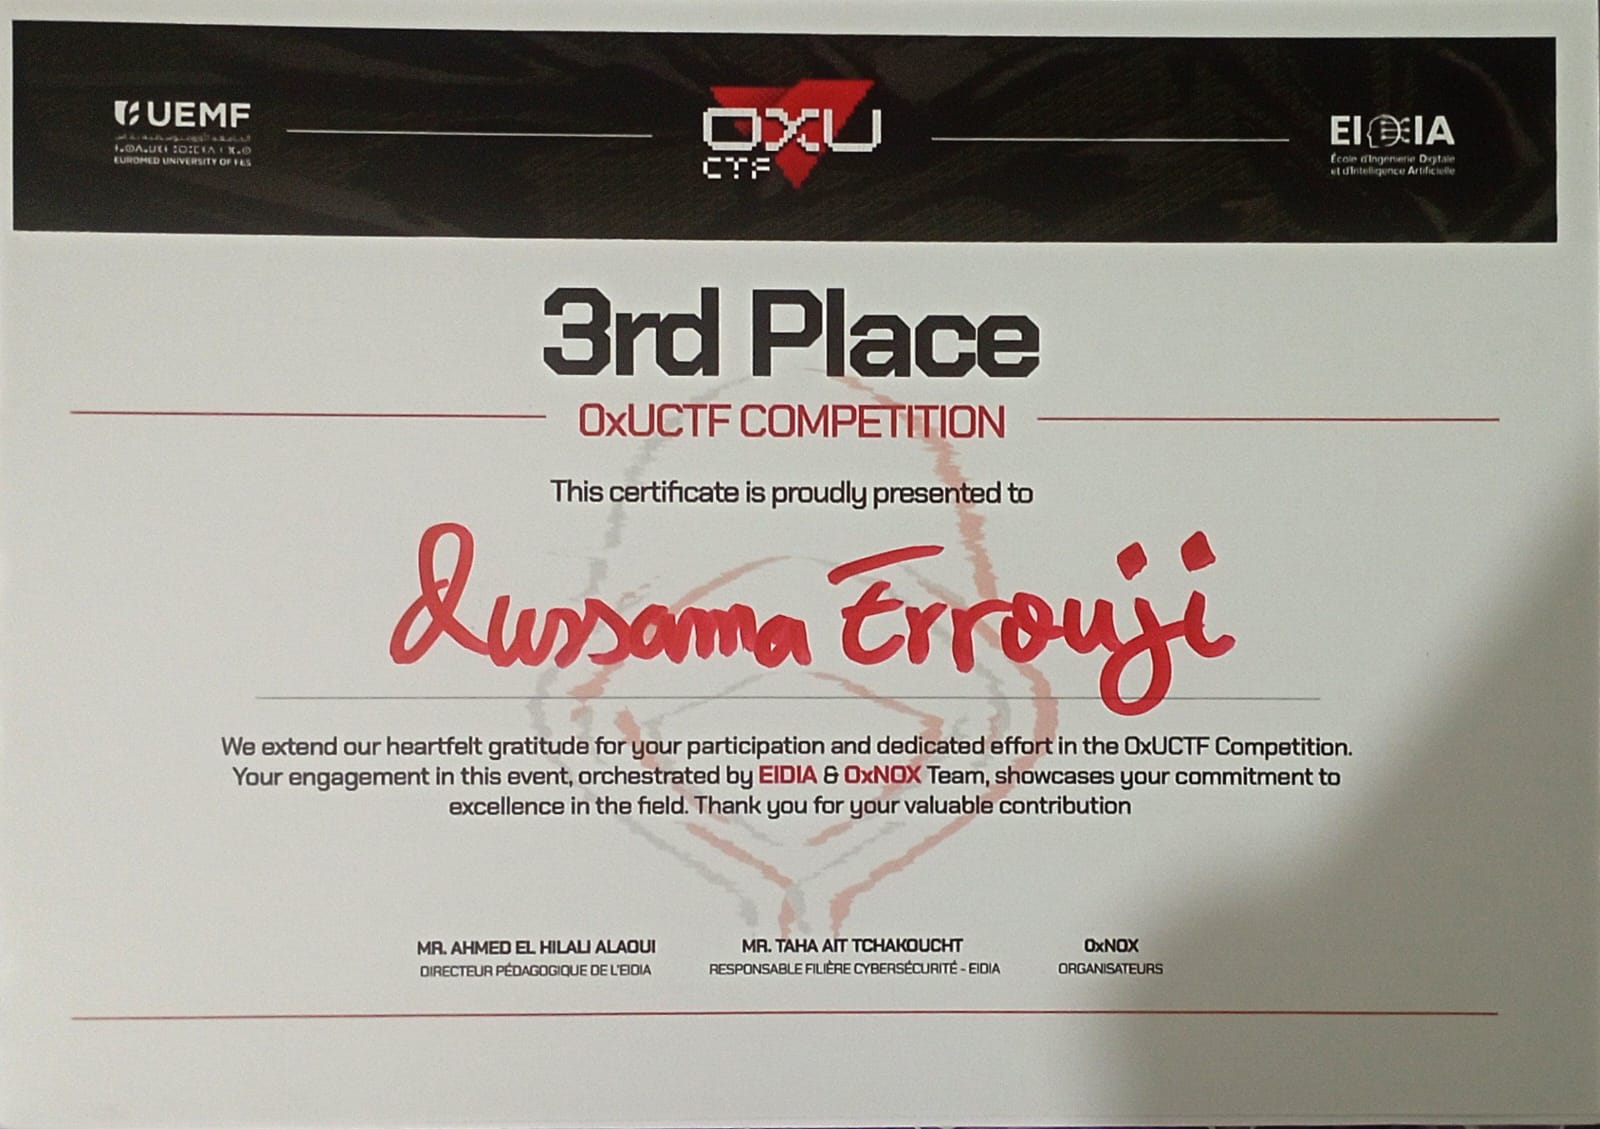 UEMF
EUROMED UNIVERSITY OF FES
OXU
CTF
EIDIA
École d'Ingénierie Digitale
et d'Intelligence Artificielle
3rd Place
0xUCTF COMPETITION
This certificate is proudly presented to
Oussama Errouji
We extend our heartfelt gratitude for your participation and dedicated effort in the 0xUCTF Competition.
Your engagement in this event, orchestrated by EIDIA & 0xNOX Team, showcases your commitment to
excellence in the field. Thank you for your valuable contribution
MR. AHMED EL HILALI ALAOUI
DIRECTEUR PÉDAGOGIQUE DE L'EIDIA
MR. TAHA AIT TCHAKOUCHT
RESPONSABLE FILIÈRE CYBERSÉCURITÉ - EIDIA
0xNOX
ORGANISATEURS